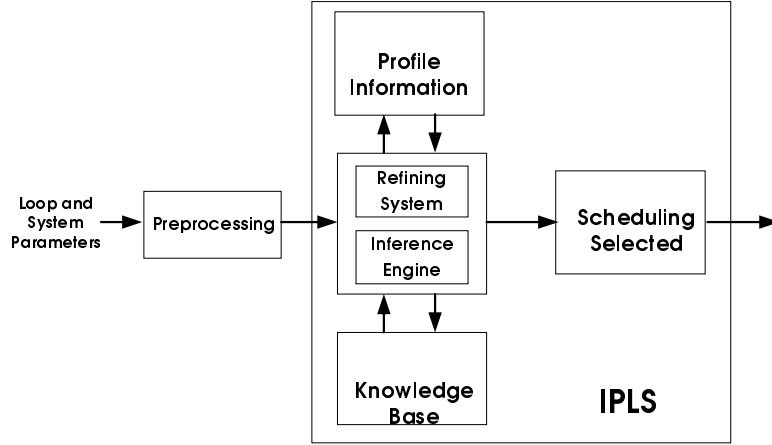 Profile
Information
Refining
System
Loop and
System
Parameters
Preprocessing
Inference
Engine
Scheduling
Selected
Knowledge
Base
IPLS